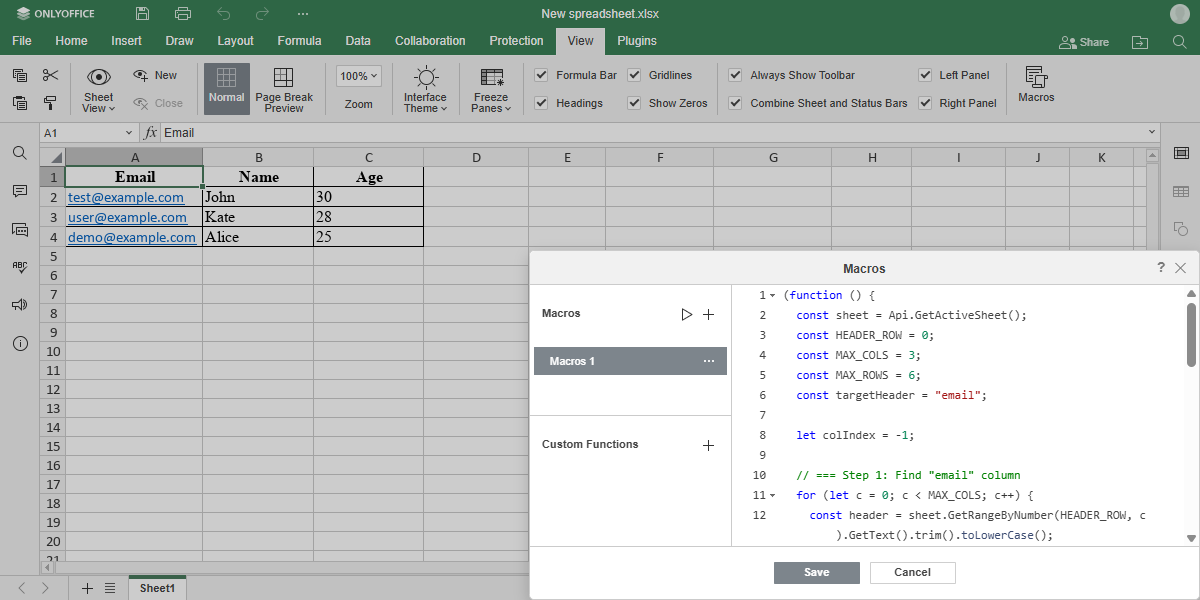 ONLYOFFICE
New spreadsheet.xlsx
File Home Insert Draw Layout Formula Data Collaboration Protection View Plugins Share
Sheet View
New
Close
Normal
Page Break Preview
100%
Zoom
Interface Theme
Freeze Panes
Formula Bar
Headings
Gridlines
Show Zeros
Always Show Toolbar
Combine Sheet and Status Bars
Left Panel
Right Panel
Macros
A1 fx Email
A B C D E F G H I J K
1 Email Name Age
2 test@example.com John 30
3 user@example.com Kate 28
4 demo@example.com Alice 25
5
6
7
8
9
10
11
12
13
14
15
16
17
18
19
20
21
ABC
Macros ?
Macros
Macros 1 ...
Custom Functions
1 (function () {
2 const sheet = Api.GetActiveSheet();
3 const HEADER_ROW = 0;
4 const MAX_COLS = 3;
5 const MAX_ROWS = 6;
6 const targetHeader = "email";
7
8 let colIndex = -1;
9
10 // === Step 1: Find "email" column
11 for (let c = 0; c < MAX_COLS; c++) {
12 const header = sheet.GetRangeByNumber(HEADER_ROW, c
).GetText().trim().toLowerCase();
Save Cancel
Sheet1